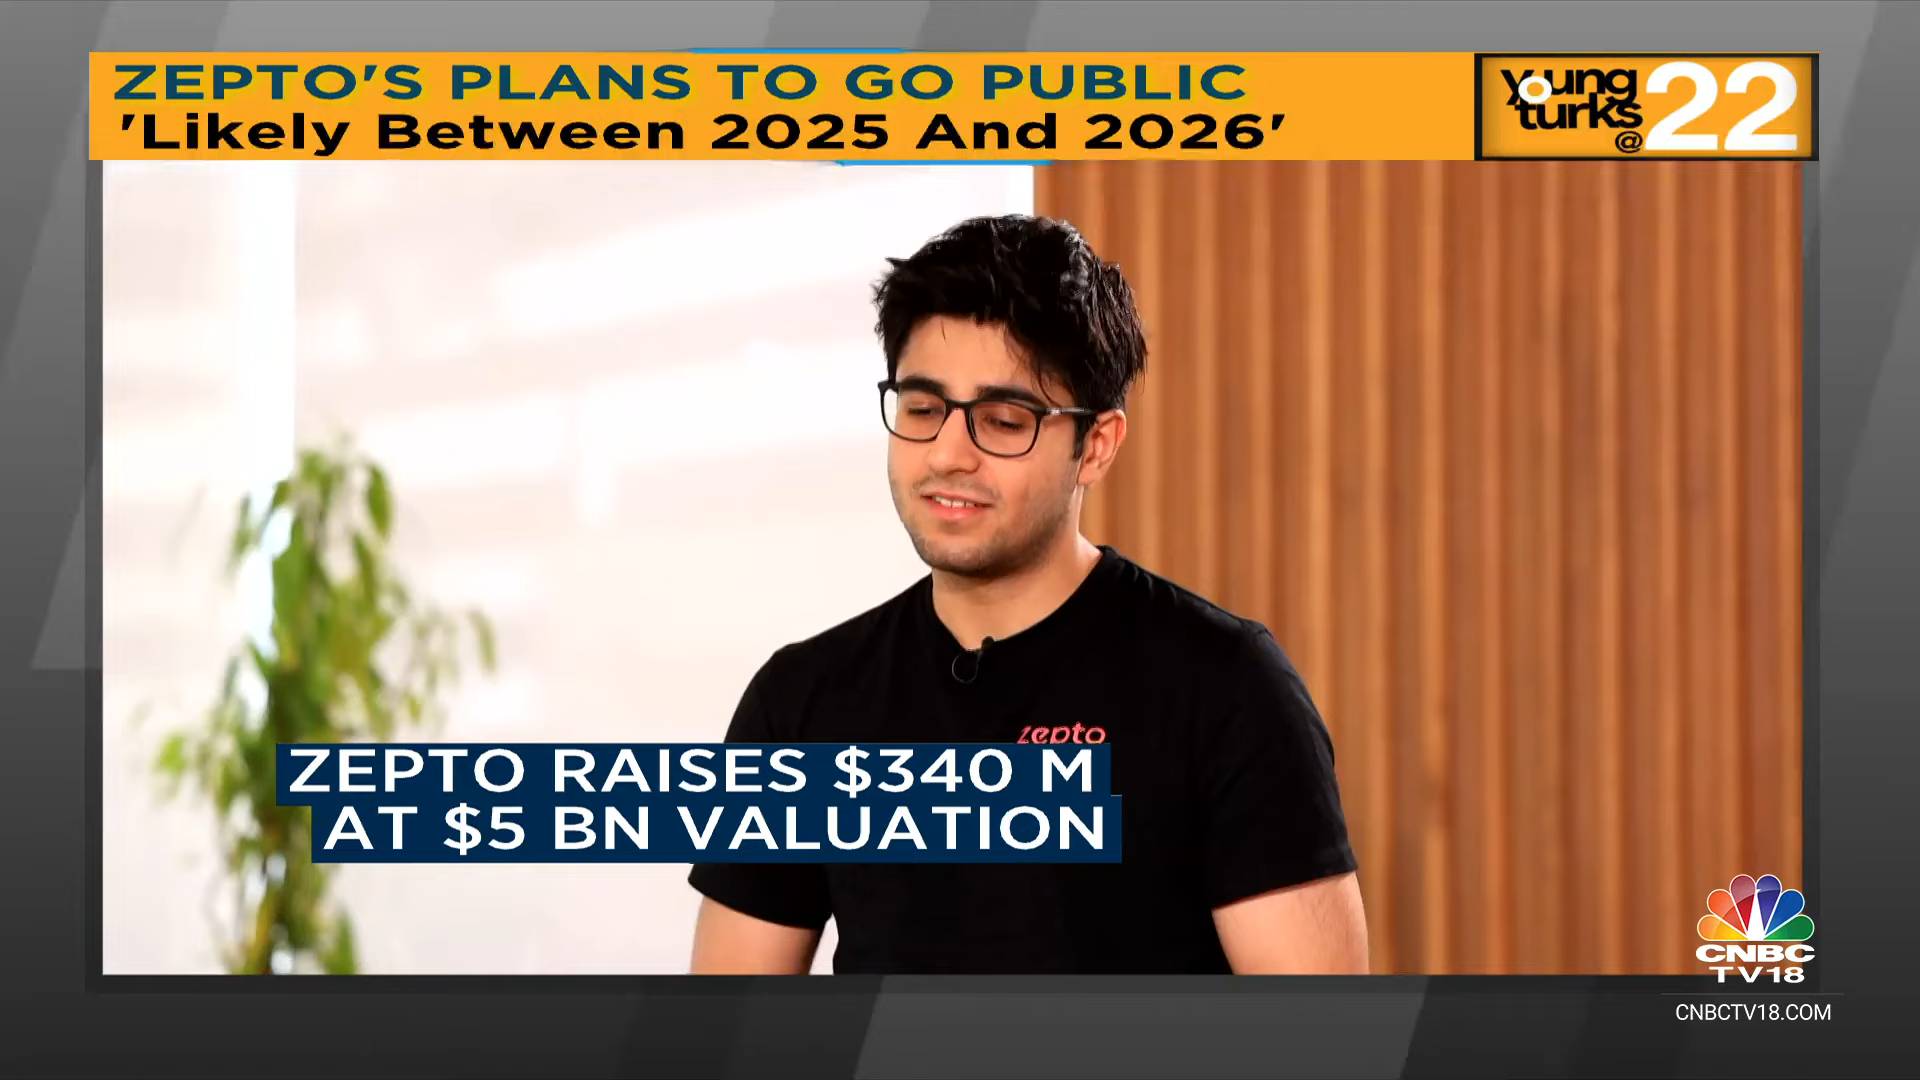 ZEPTO'S PLANS TO GO PUBLIC
'Likely Between 2025 And 2026'
young
turks
@22
zepto
ZEPTO RAISES $340 M
AT $5 BN VALUATION
CNBC
TV18
CNBCTV18.COM